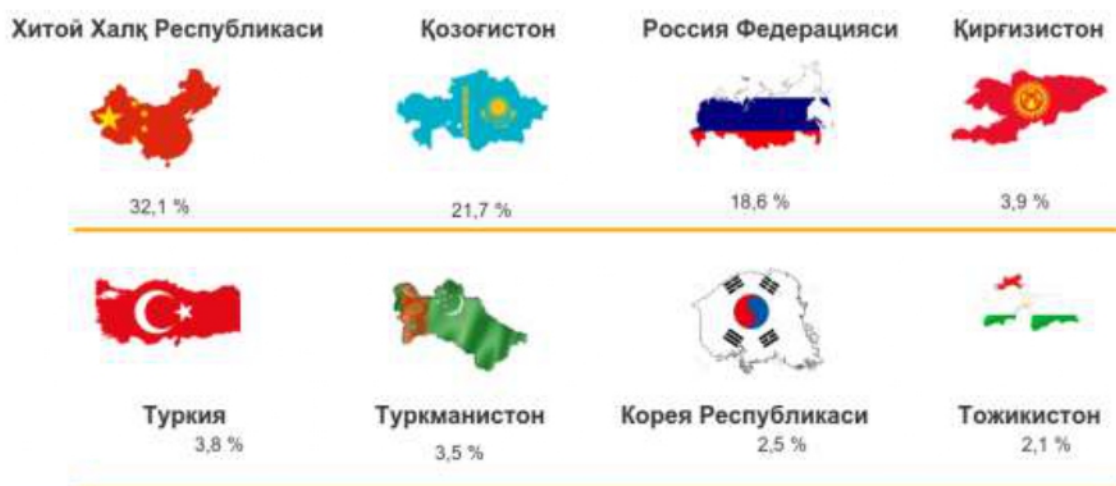 Хитой Халқ Республикаси Қозоғистон Россия Федерацияси Қирғизистон
32,1 % 21,7 % 18,6 % 3,9 %
Туркия Туркманистон Корея Республикаси Тожикистон
3,8 % 3,5 % 2,5 % 2,1 %